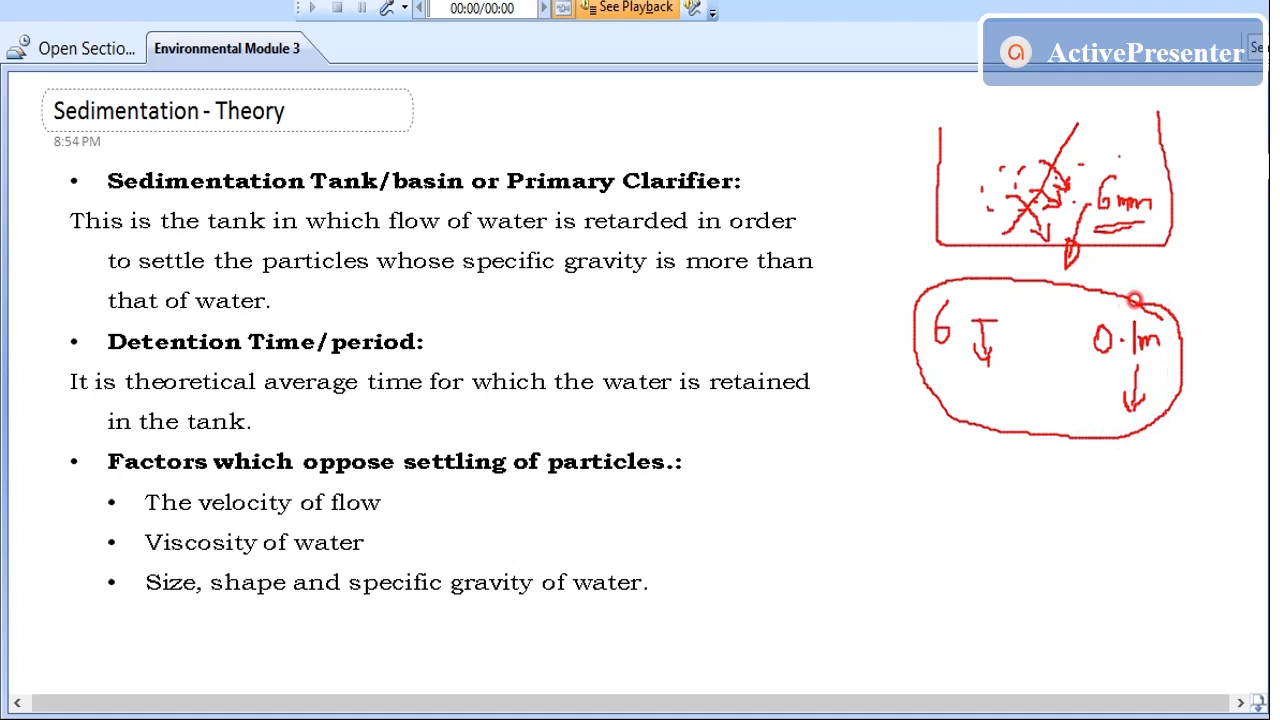 00:00/00:00
See Playback
Open Sectio...
Environmental Module 3
ActivePresenter
Sedimentation - Theory
8:54 PM
• Sedimentation Tank/basin or Primary Clarifier:
This is the tank in which flow of water is retarded in order
to settle the particles whose specific gravity is more than
that of water.
• Detention Time/period:
It is theoretical average time for which the water is retained
in the tank.
• Factors which oppose settling of particles.:
• The velocity of flow
• Viscosity of water
• Size, shape and specific gravity of water.
6mm
6
0.1m